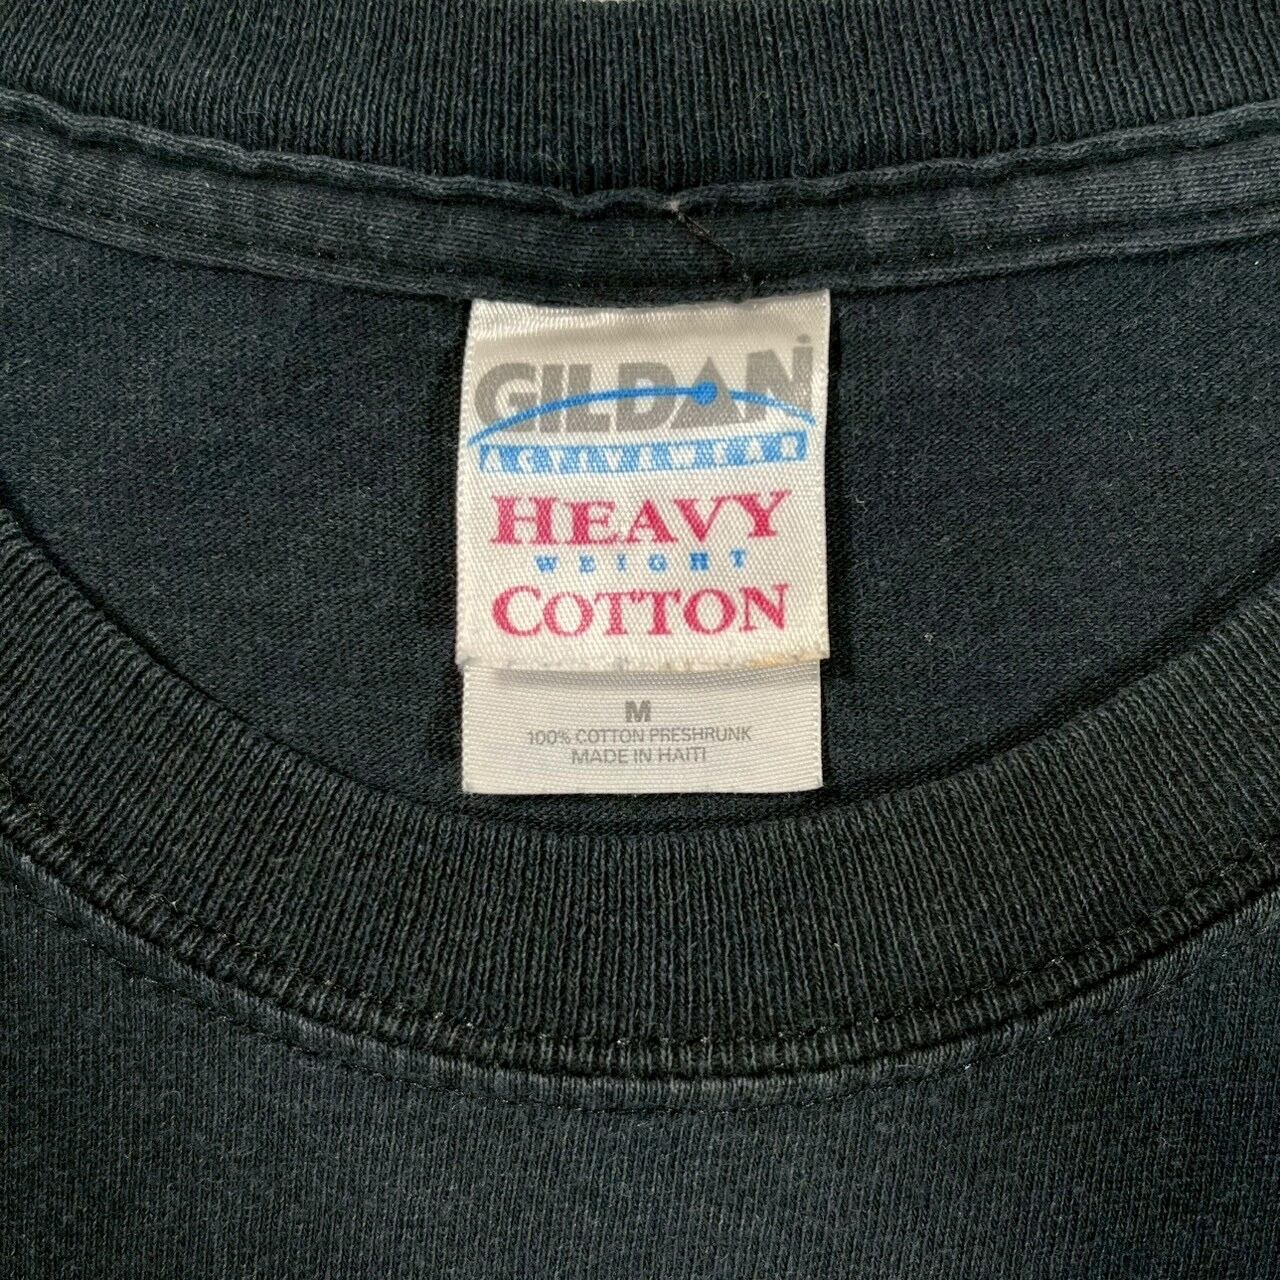 GILDAN
ACTIVEWEAR
HEAVY
WEIGHT
COTTON
M
100% COTTON PRESHRUNK
MADE IN HAITI